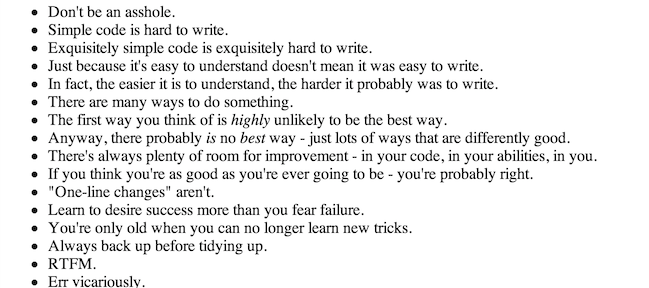 Don't be an asshole.
Simple code is hard to write.
Exquisitely simple code is exquisitely hard to write.
Just because it's easy to understand doesn't mean it was easy to write.
In fact, the easier it is to understand, the harder it probably was to write.
There are many ways to do something.
The first way you think of is highly unlikely to be the best way.
Anyway, there probably is no best way - just lots of ways that are differently good.
There's always plenty of room for improvement - in your code, in your abilities, in you.
If you think you're as good as you're ever going to be - you're probably right.
"One-line changes" aren't.
Learn to desire success more than you fear failure.
You're only old when you can no longer learn new tricks.
Always back up before tidying up.
RTFM.
Err vicariously.